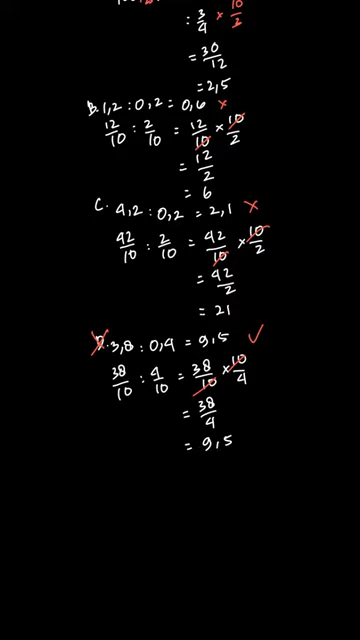 = 3/4 × 10/3
= 30/12
= 2,5
B. 1,2 : 0,2 = 0,6 ×
12/10 : 2/10 = 12/10 × 10/2
= 12/2
= 6
C. 4,2 : 0,2 = 2,1 ×
42/10 : 2/10 = 42/10 × 10/2
= 42/2
= 21
D. 3,8 : 0,4 = 9,5 ✓
38/10 : 4/10 = 38/10 × 10/4
= 38/4
= 9,5